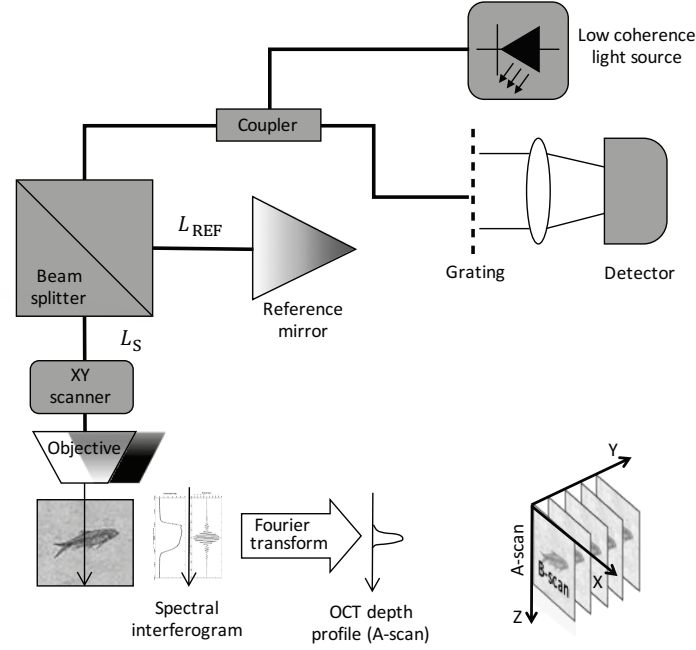 Low coherence
light source
Coupler
L_REF
Beam
splitter
Reference
mirror
Grating
Detector
L_S
XY
scanner
Objective
Fourier
transform
Spectral
interferogram
OCT depth
profile (A-scan)
Y
A-scan
B-scan
X
Z